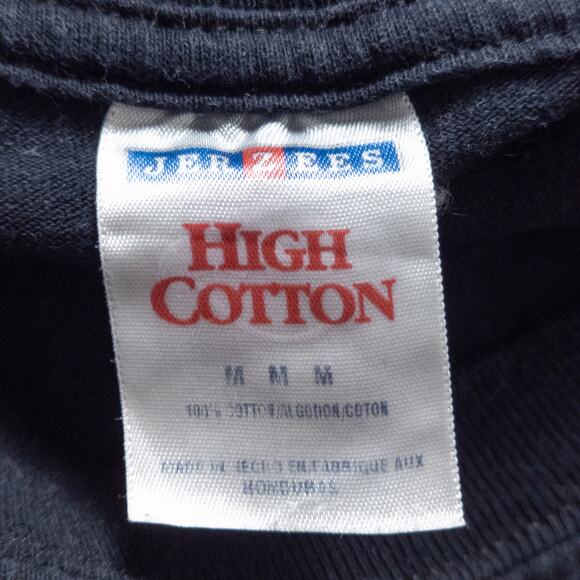 JERZEES
HIGH
COTTON
M M M
100% COTTON/ALGODON/COTON
MADE IN HECHO EN FABRIQUE AUX
HONDURAS